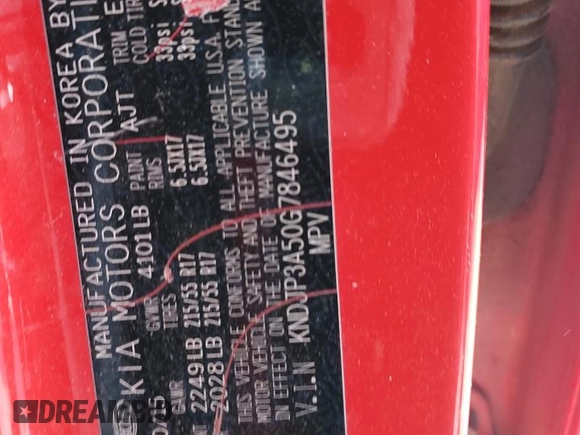 MANUFACTURED IN KOREA BY
KIA MOTORS CORPORATI
GVWR 4101LB PAINT AJT TRIM
GAWR TIRES RIMS COLD TIR
2249LB 215/55 R17 6.5JX17 33psi
2028LB 215/55 R17 6.5JX17 33psi
THIS VEHICLE CONFORMS TO ALL APPLICABLE U.S.A. F
MOTOR VEHICLE SAFETY AND THEFT PREVENTION STAND
IN EFFECT ON THE DATE OF MANUFACTURE SHOWN A
V.I.N KNDJP3A50G7846495
MPV
DREAMBID